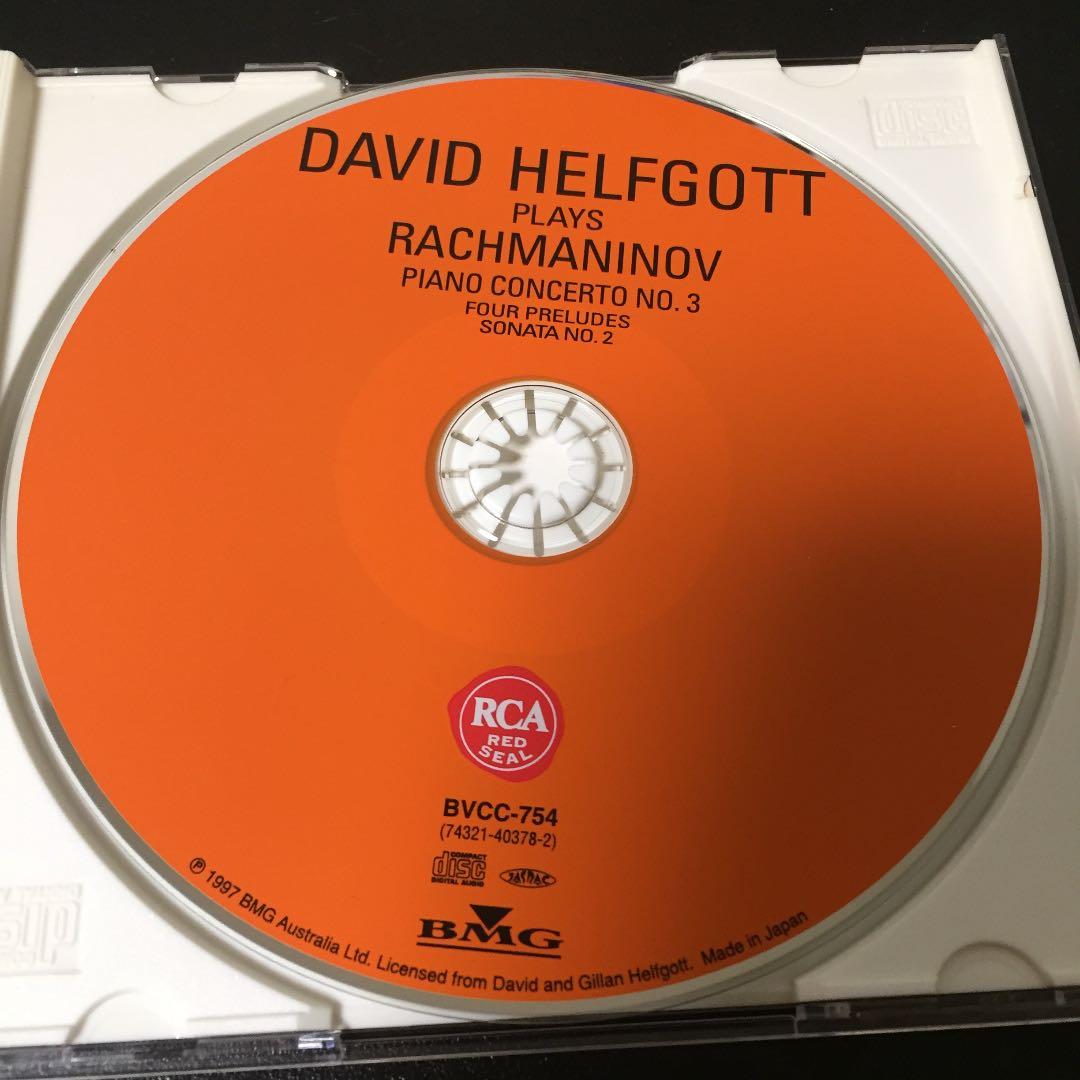 DAVID HELFGOTT
PLAYS
RACHMANINOV
PIANO CONCERTO NO. 3
FOUR PRELUDES
SONATA NO. 2
RCA
RED
SEAL
BVCC-754
(74321-40378-2)
COMPACT
disc
DIGITAL AUDIO
JASRAC
BMG
℗ 1997 BMG Australia Ltd. Licensed from David and Gillan Helfgott. Made in Japan
disc
disc